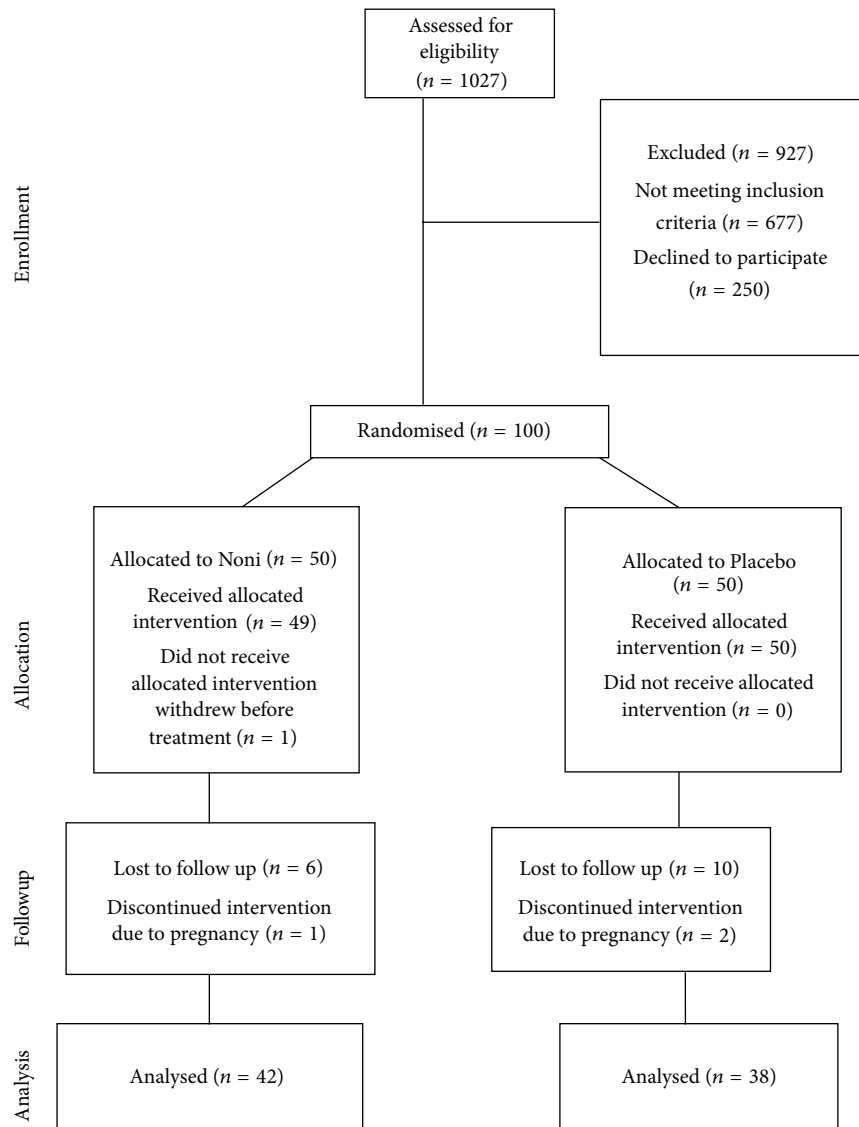 Assessed for
eligibility
(n = 1027)
Enrollment
Excluded (n = 927)
Not meeting inclusion
criteria (n = 677)
Declined to participate
(n = 250)
Randomised (n = 100)
Allocation
Allocated to Noni (n = 50)
Received allocated
intervention (n = 49)
Did not receive
allocated intervention
withdrew before
treatment (n = 1)
Allocated to Placebo
(n = 50)
Received allocated
intervention (n = 50)
Did not receive allocated
intervention (n = 0)
Followup
Lost to follow up (n = 6)
Discontinued intervention
due to pregnancy (n = 1)
Lost to follow up (n = 10)
Discontinued intervention
due to pregnancy (n = 2)
Analysis
Analysed (n = 42)
Analysed (n = 38)